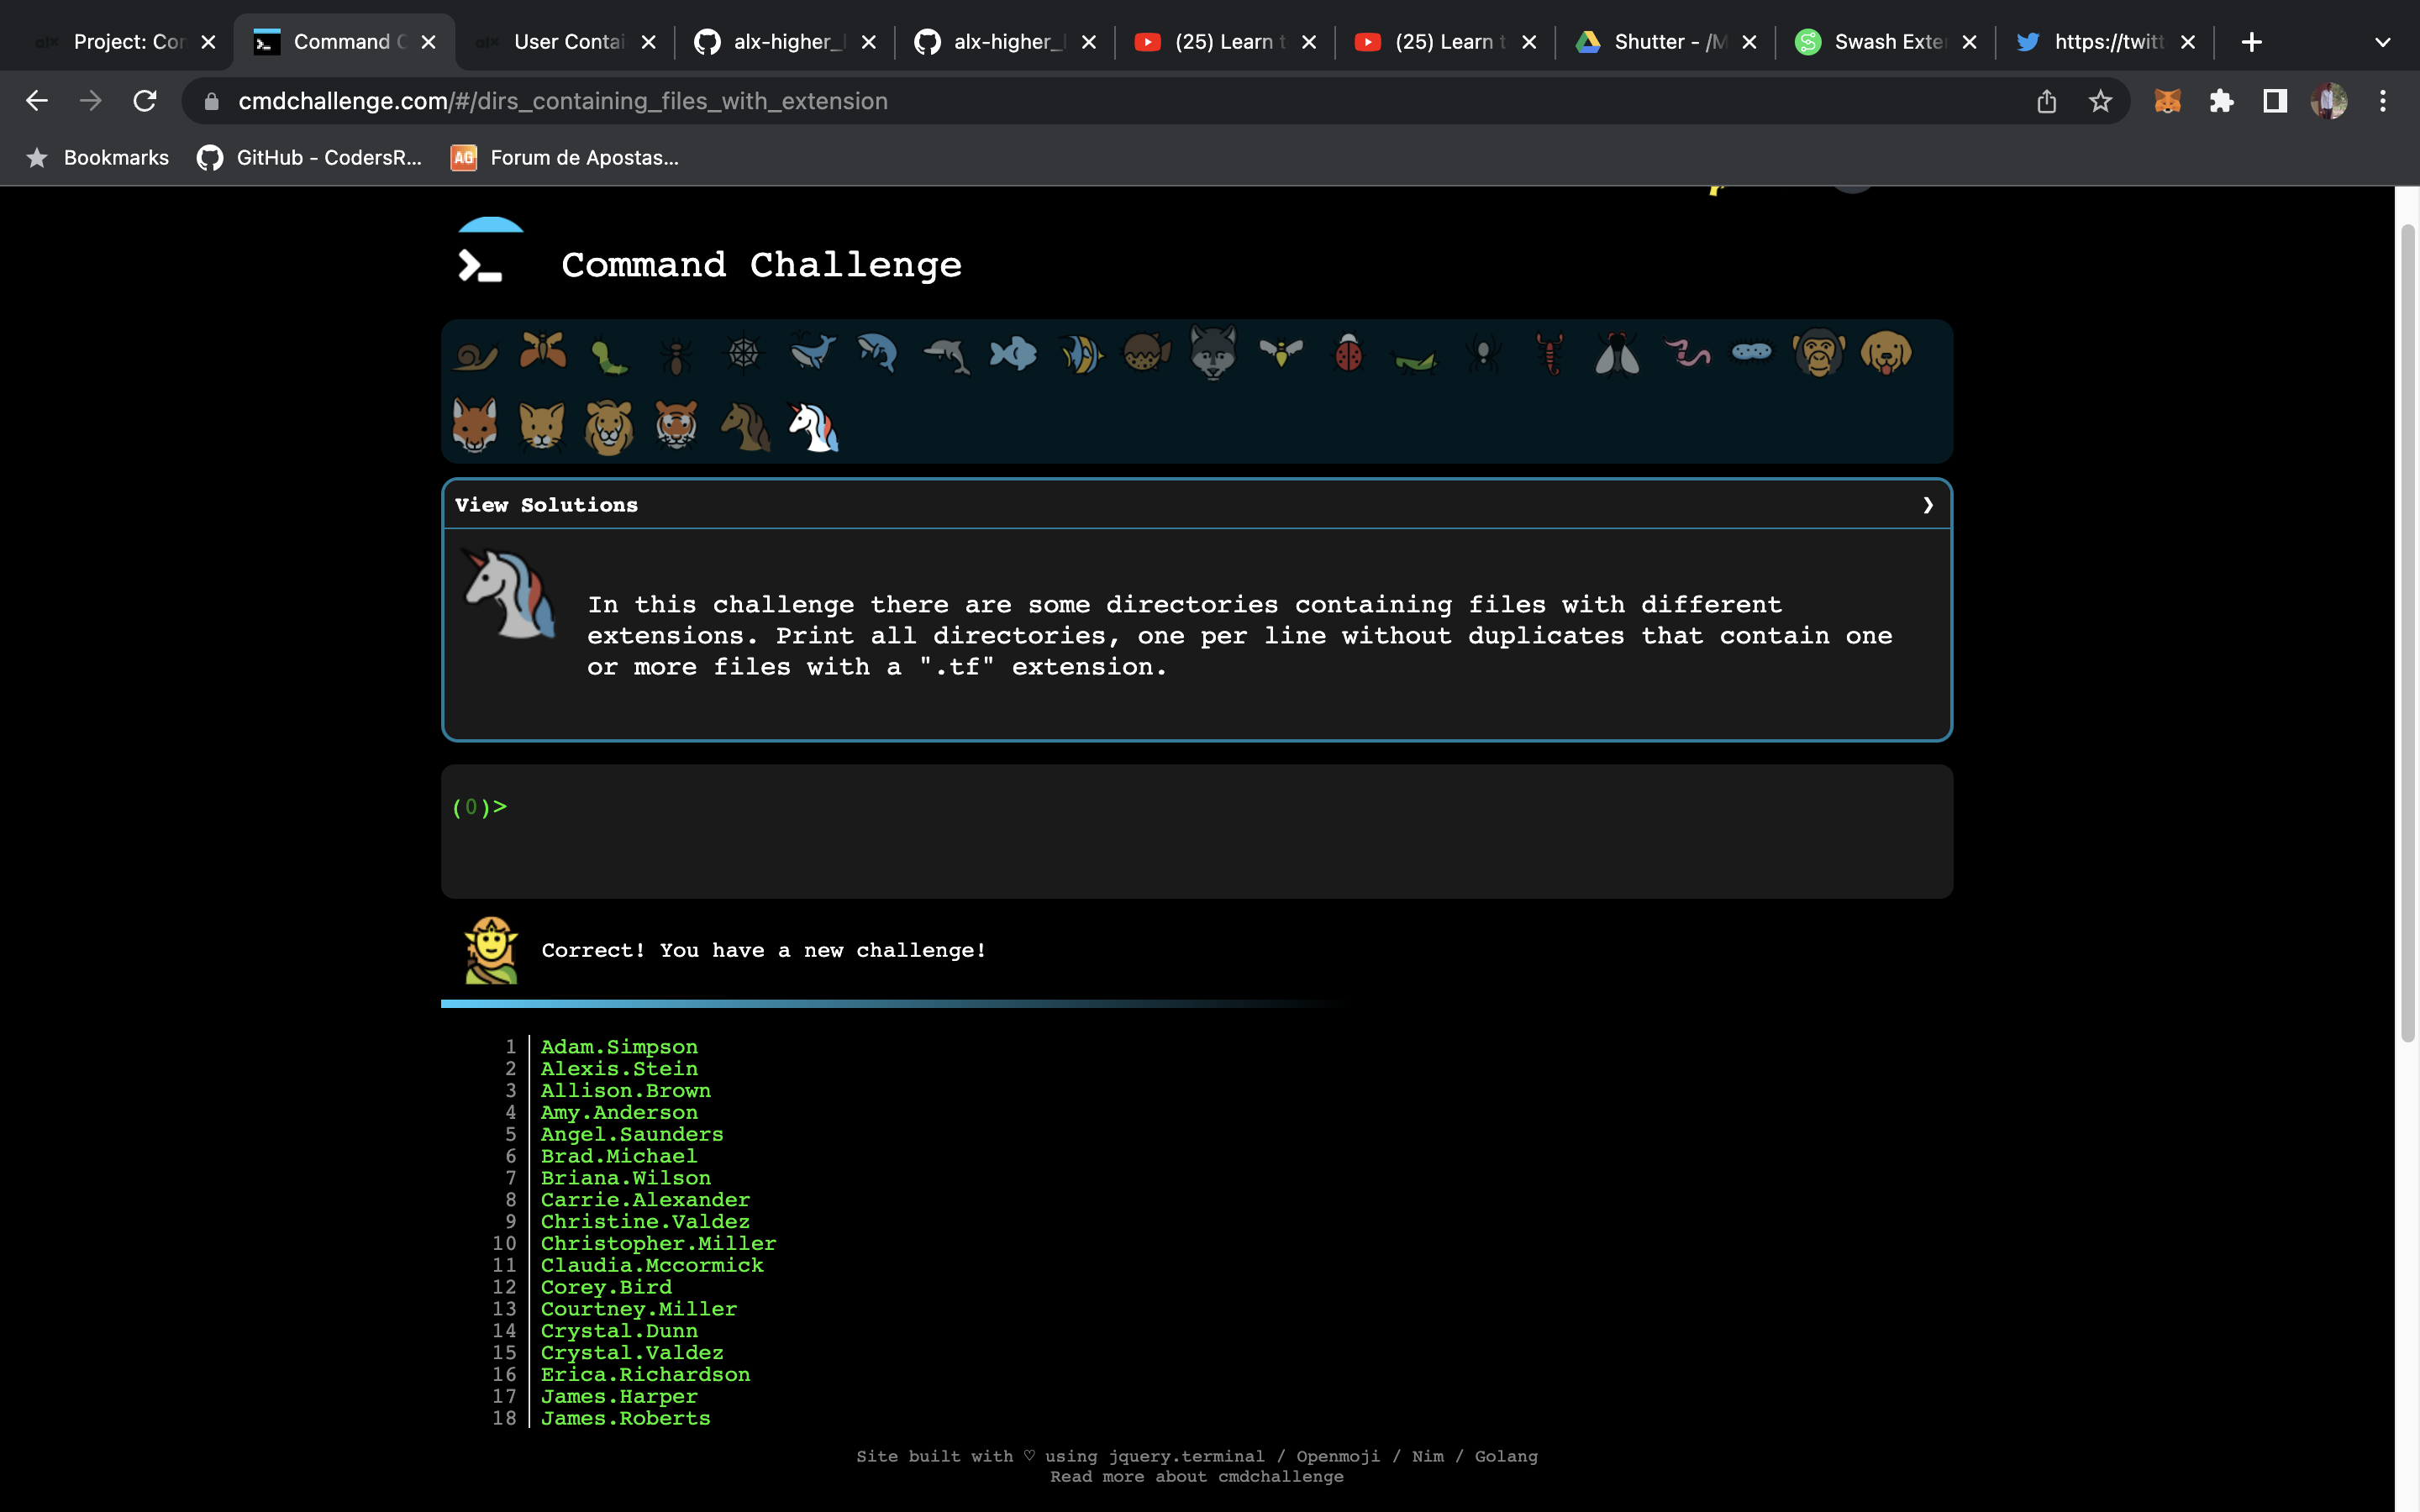 Project: Con
Command C
User Contai
alx-higher_l
alx-higher_l
(25) Learn t
(25) Learn t
Shutter - /M
Swash Exte
https://twitt
cmdchallenge.com/#/dirs_containing_files_with_extension
Bookmarks
GitHub - CodersR...
AG
Forum de Apostas...
Command Challenge
View Solutions
In this challenge there are some directories containing files with different
extensions. Print all directories, one per line without duplicates that contain one
or more files with a ".tf" extension.
(0)>
Correct! You have a new challenge!
1 Adam.Simpson
2 Alexis.Stein
3 Allison.Brown
4 Amy.Anderson
5 Angel.Saunders
6 Brad.Michael
7 Briana.Wilson
8 Carrie.Alexander
9 Christine.Valdez
10 Christopher.Miller
11 Claudia.Mccormick
12 Corey.Bird
13 Courtney.Miller
14 Crystal.Dunn
15 Crystal.Valdez
16 Erica.Richardson
17 James.Harper
18 James.Roberts
Site built with ♡ using jquery.terminal / Openmoji / Nim / Golang
Read more about cmdchallenge